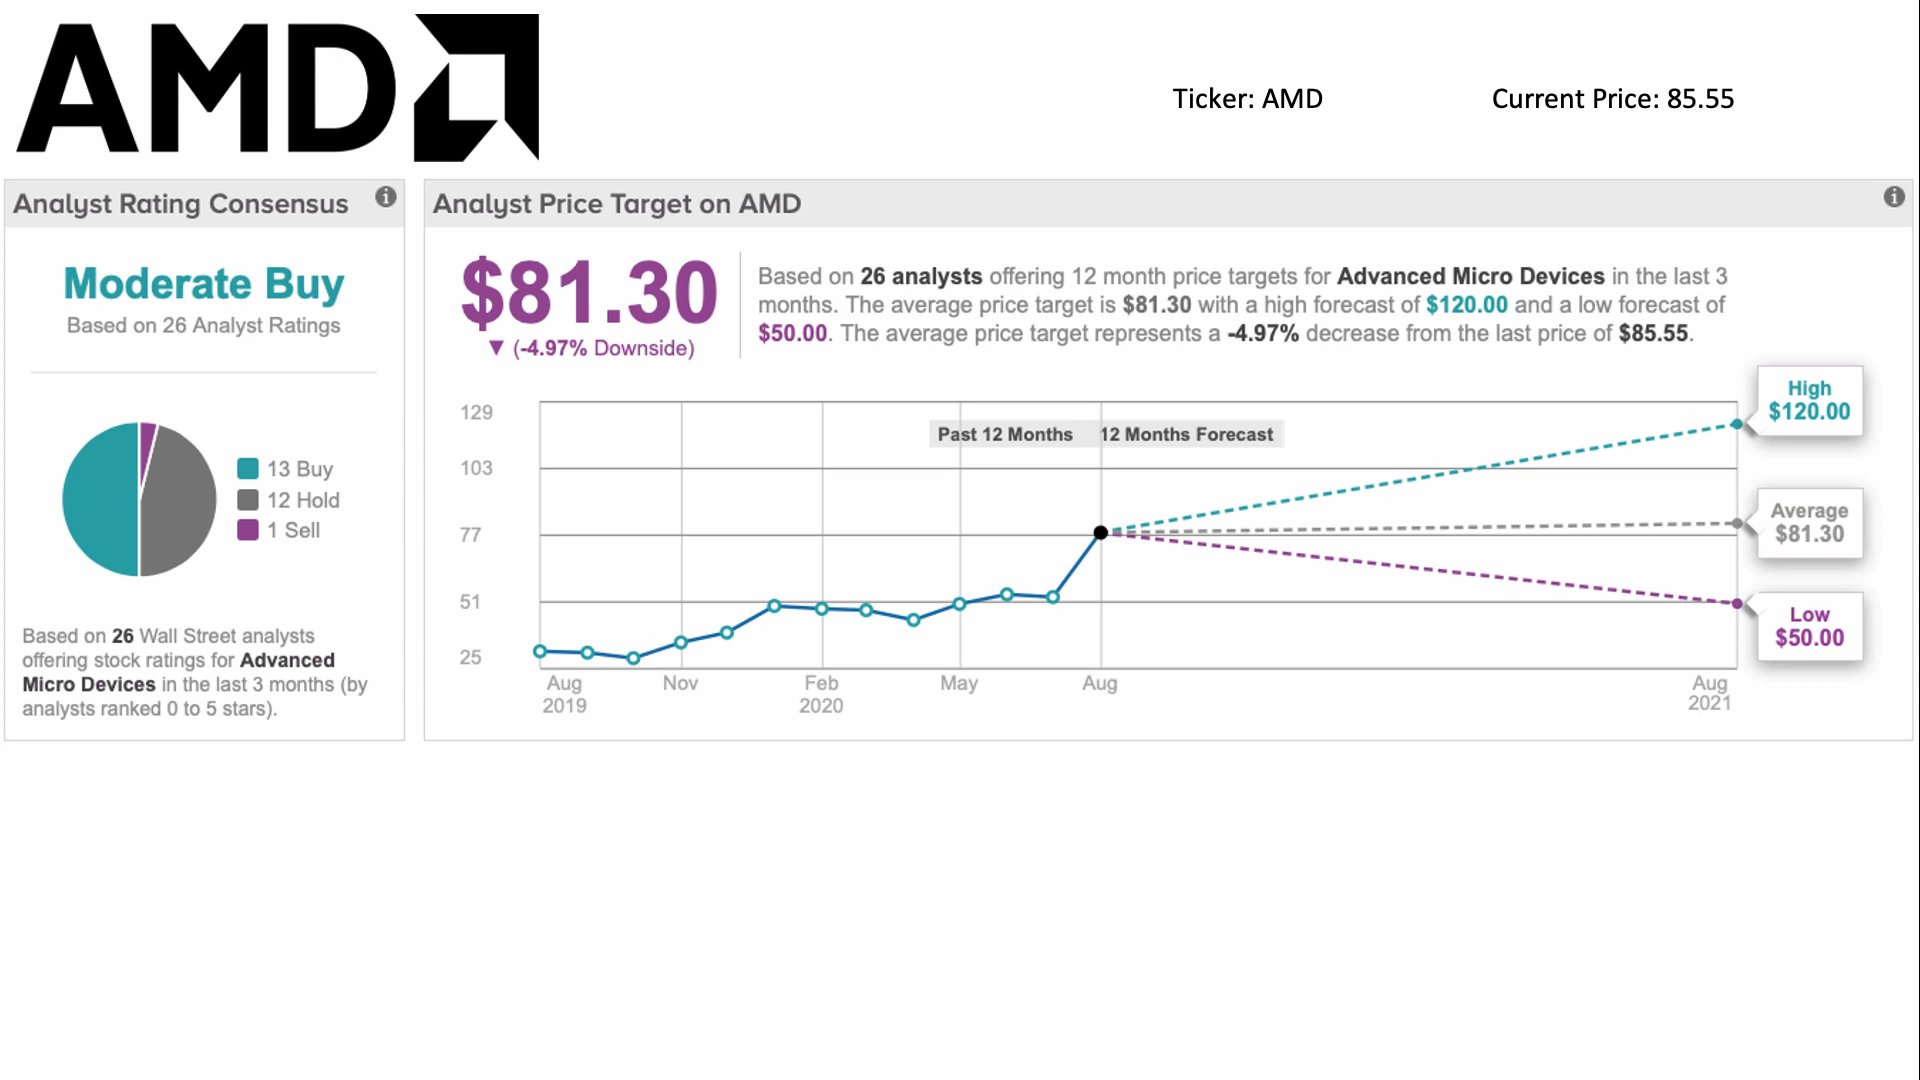 AMD
Ticker: AMD
Current Price: 85.55
Analyst Rating Consensus
Moderate Buy
Based on 26 Analyst Ratings
13 Buy
12 Hold
1 Sell
Based on 26 Wall Street analysts
offering stock ratings for Advanced
Micro Devices in the last 3 months (by
analysts ranked 0 to 5 stars).
Analyst Price Target on AMD
$81.30
▼ (-4.97% Downside)
Based on 26 analysts offering 12 month price targets for Advanced Micro Devices in the last 3
months. The average price target is $81.30 with a high forecast of $120.00 and a low forecast of
$50.00. The average price target represents a -4.97% decrease from the last price of $85.55.
129
103
77
51
25
Past 12 Months
12 Months Forecast
High
$120.00
Average
$81.30
Low
$50.00
Aug
2019
Nov
Feb
2020
May
Aug
Aug
2021